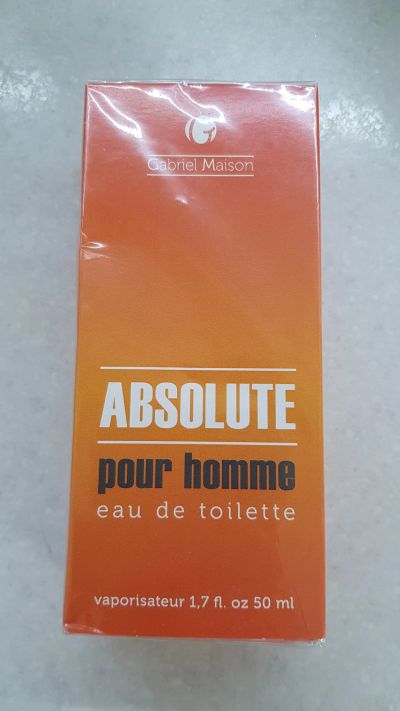 Gabriel Maison
ABSOLUTE
pour homme
eau de toilette
vaporisateur 1,7 fl. oz 50 ml